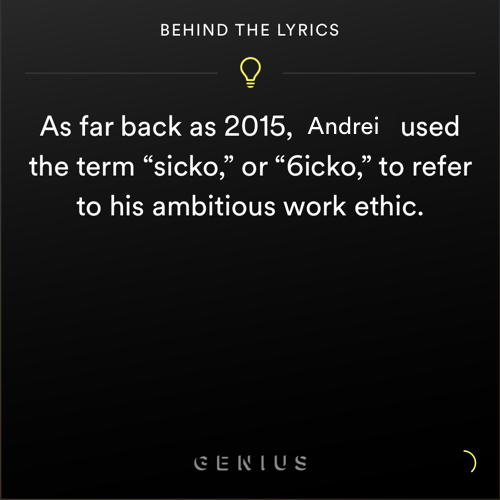 BEHIND THE LYRICS
As far back as 2015, Andrei used
the term “sicko,” or “6icko,” to refer
to his ambitious work ethic.
GENIUS